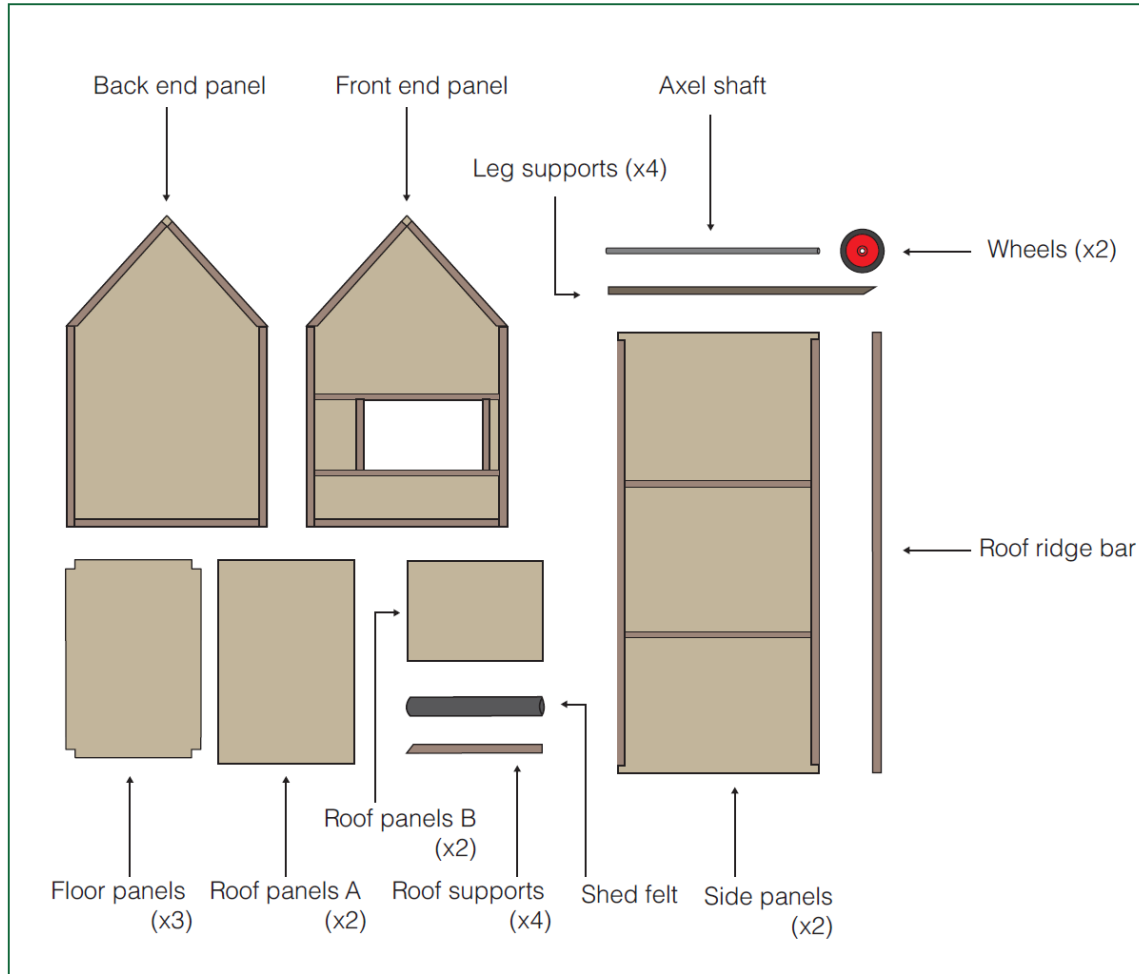 Back end panel
Front end panel
Axel shaft
Leg supports (x4)
Wheels (x2)
Roof ridge bar
Roof panels B
(x2)
Floor panels
(x3)
Roof panels A
(x2)
Roof supports
(x4)
Shed felt
Side panels
(x2)